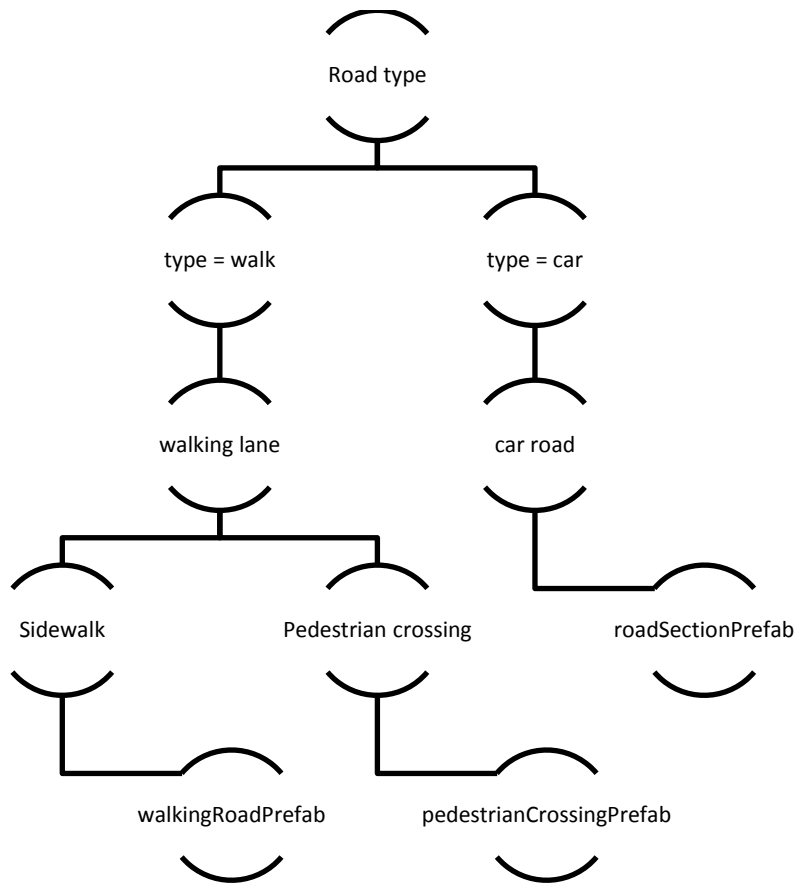 Road type
type = walk
type = car
walking lane
car road
Sidewalk
Pedestrian crossing
roadSectionPrefab
walkingRoadPrefab
pedestrianCrossingPrefab